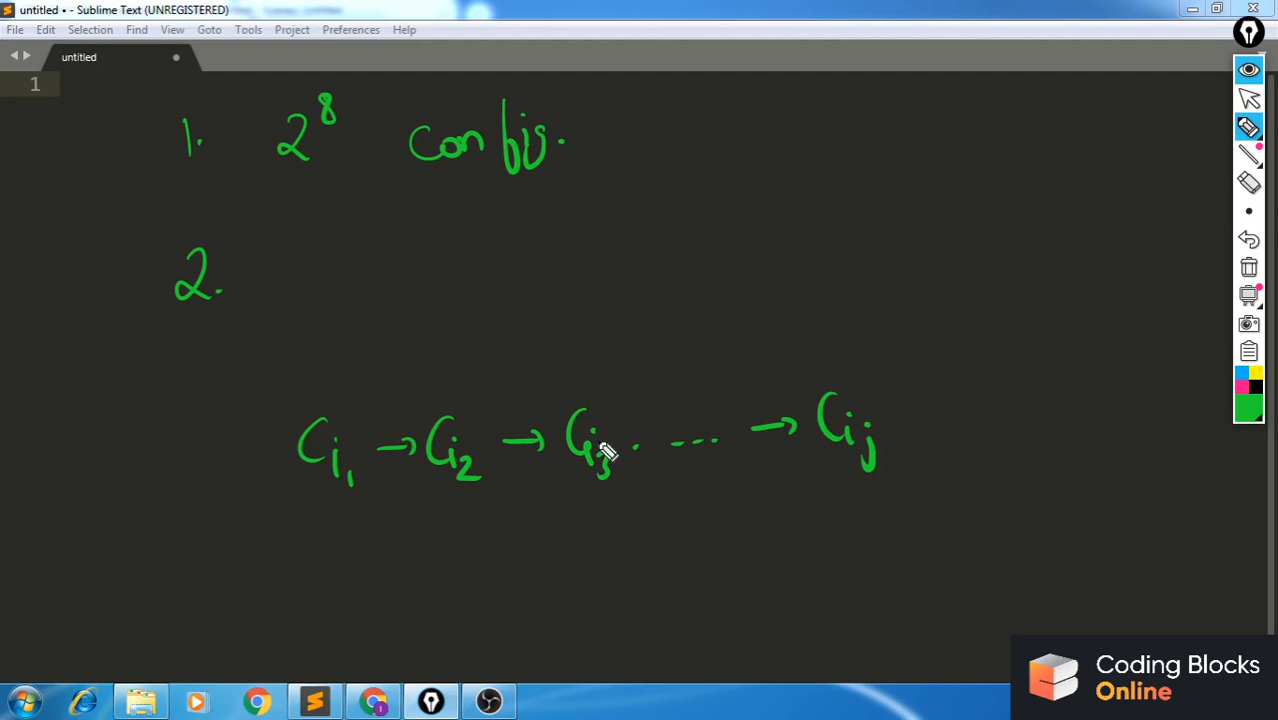 untitled • - Sublime Text (UNREGISTERED)
File Edit Selection Find View Goto Tools Project Preferences Help
untitled
1
1. 2⁸ config.
2.
Ci₁ → Ci₂ → Ci₃ . --- → Cij
Coding Blocks
Online